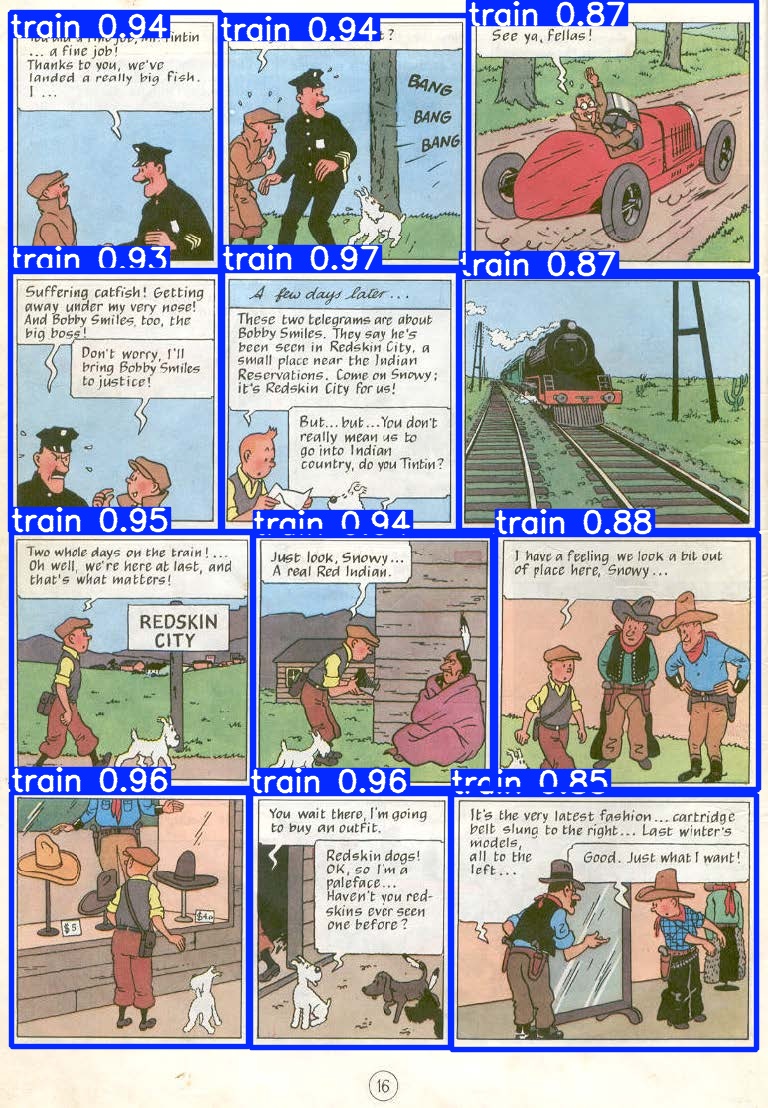 train 0.94
Tintin
... a fine job!
Thanks to you, we've
landed a really big fish.
I ...
train 0.94
?
BANG
BANG
BANG
train 0.87
See ya, fellas!
train 0.93
Suffering catfish! Getting
away under my very nose!
And Bobby Smiles, too, the
big boss!
Don't worry, I'll
bring Bobby Smiles
to justice!
train 0.97
A few days later...
These two telegrams are about
Bobby Smiles. They say he's
been seen in Redskin City, a
small place near the Indian
Reservations. Come on Snowy;
it's Redskin City for us!
But... but... You don't
really mean us to
go into Indian
country, do you Tintin?
train 0.87
train 0.95
Two whole days on the train! ...
Oh well, we're here at last, and
that's what matters!
REDSKIN
CITY
train 0.94
Just look, Snowy...
A real Red Indian.
train 0.88
I have a feeling we look a bit out
of place here, Snowy ...
train 0.96
$5
train 0.96
You wait there, I'm going
to buy an outfit.
Redskin dogs!
OK, so I'm a
paleface...
Haven't you red-
skins ever seen
one before?
train 0.85
It's the very latest fashion ... cartridge
belt slung to the right... Last winter's
models,
all to the
left ...
Good. Just what I want!
16